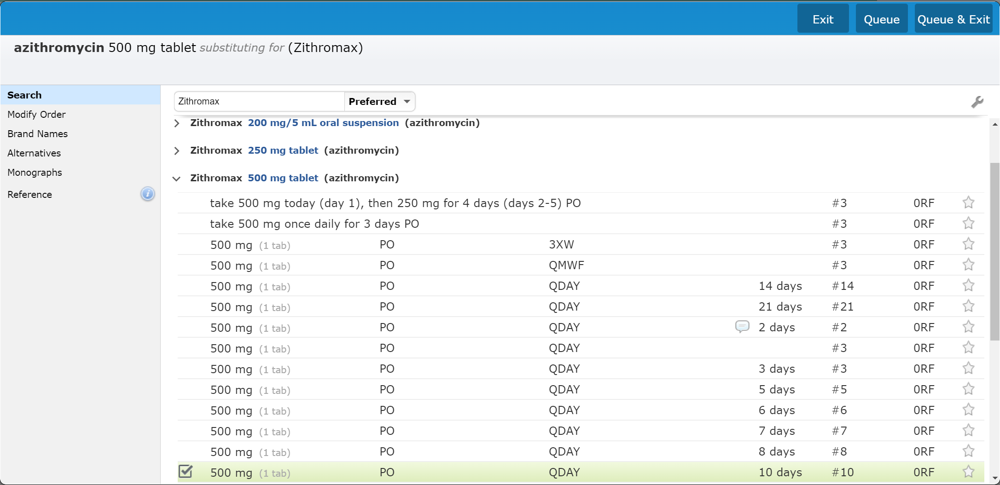 Exit Queue Queue & Exit
azithromycin 500 mg tablet substituting for (Zithromax)
Search
Modify Order
Brand Names
Alternatives
Monographs
Reference
Zithromax Preferred
Zithromax 200 mg/5 mL oral suspension (azithromycin)
Zithromax 250 mg tablet (azithromycin)
Zithromax 500 mg tablet (azithromycin)
take 500 mg today (day 1), then 250 mg for 4 days (days 2-5) PO #3 0RF
take 500 mg once daily for 3 days PO #3 0RF
500 mg (1 tab) PO 3XW #3 0RF
500 mg (1 tab) PO QMWF #3 0RF
500 mg (1 tab) PO QDAY 14 days #14 0RF
500 mg (1 tab) PO QDAY 21 days #21 0RF
500 mg (1 tab) PO QDAY 2 days #2 0RF
500 mg (1 tab) PO QDAY #3 0RF
500 mg (1 tab) PO QDAY 3 days #3 0RF
500 mg (1 tab) PO QDAY 5 days #5 0RF
500 mg (1 tab) PO QDAY 6 days #6 0RF
500 mg (1 tab) PO QDAY 7 days #7 0RF
500 mg (1 tab) PO QDAY 8 days #8 0RF
500 mg (1 tab) PO QDAY 10 days #10 0RF